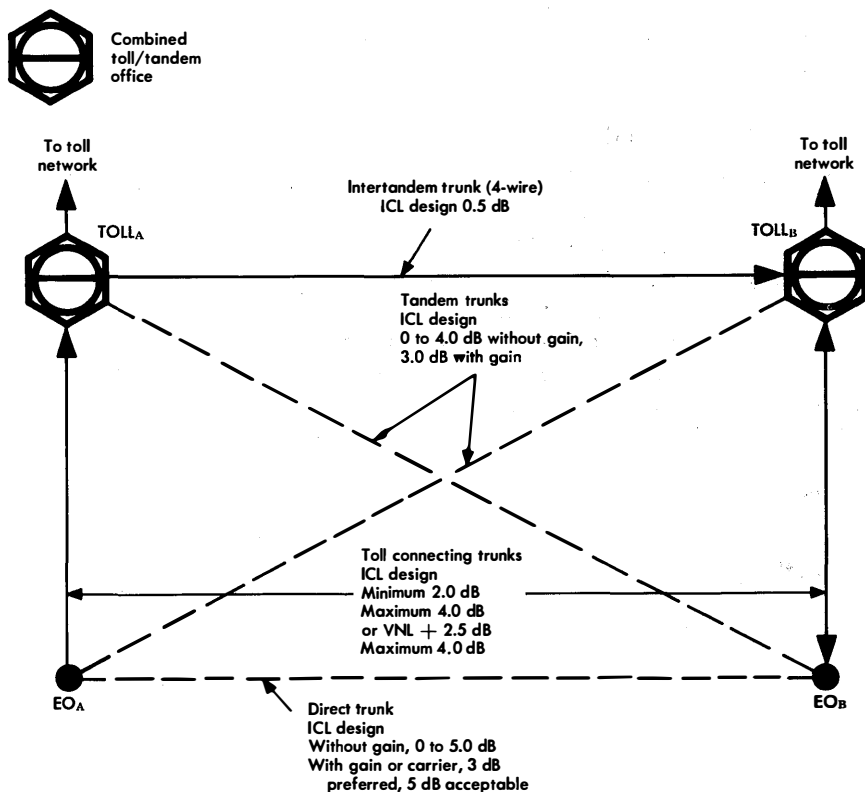 Combined
toll/tandem
office
To toll
network
To toll
network
Intertandem trunk (4-wire)
ICL design 0.5 dB
TOLLA
TOLLB
Tandem trunks
ICL design
0 to 4.0 dB without gain,
3.0 dB with gain
Toll connecting trunks
ICL design
Minimum 2.0 dB
Maximum 4.0 dB
or VNL + 2.5 dB
Maximum 4.0 dB
EOA
EOB
Direct trunk
ICL design
Without gain, 0 to 5.0 dB
With gain or carrier, 3 dB
preferred, 5 dB acceptable